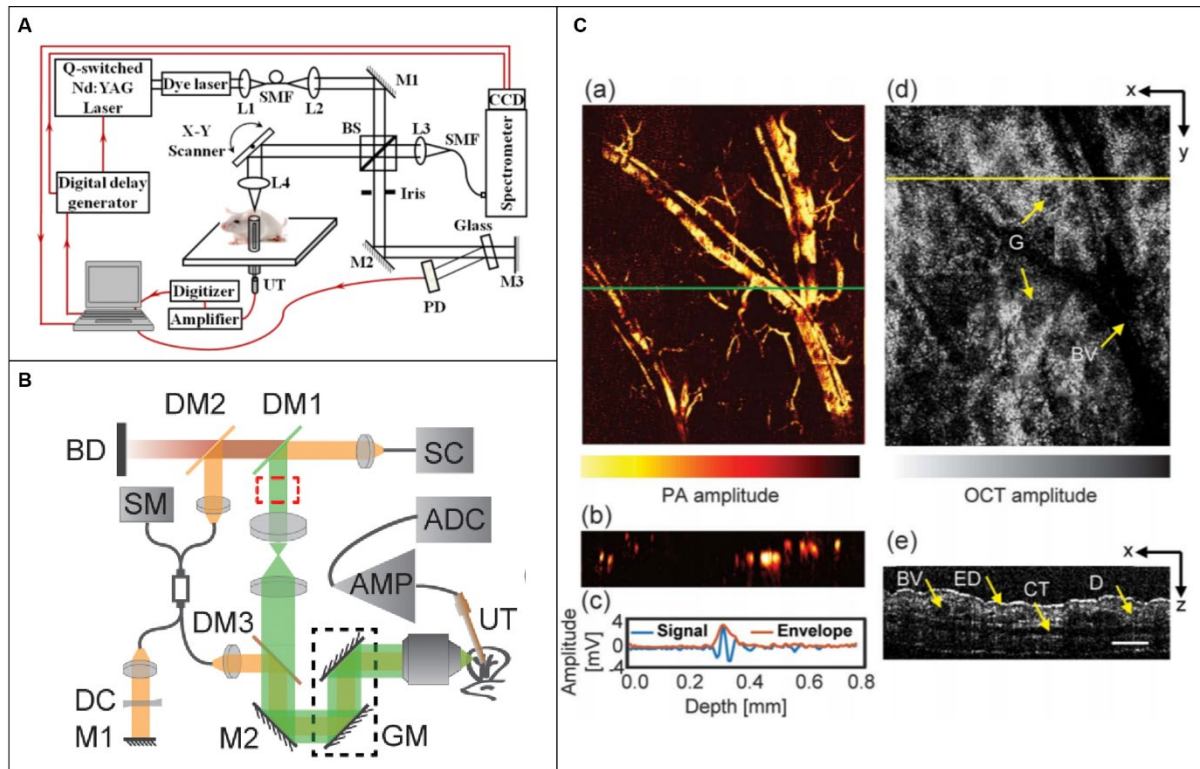 A
Q-switched
Nd:YAG
Laser
Dye laser
L1
SMF
L2
M1
CCD
X-Y
Scanner
BS
L3
SMF
Spectrometer
L4
Iris
Digital delay
generator
Glass
M2
M3
UT
PD
Digitizer
Amplifier
B
DM2
DM1
BD
SC
SM
ADC
AMP
UT
DM3
DC
M1
M2
GM
C
(a)
(d)
x
y
G
BV
PA amplitude
OCT amplitude
(b)
(e)
x
z
BV
ED
CT
D
(c)
Amplitude
[mV]
4
0
-4
Signal
Envelope
0.0
0.2
0.4
0.6
0.8
Depth [mm]